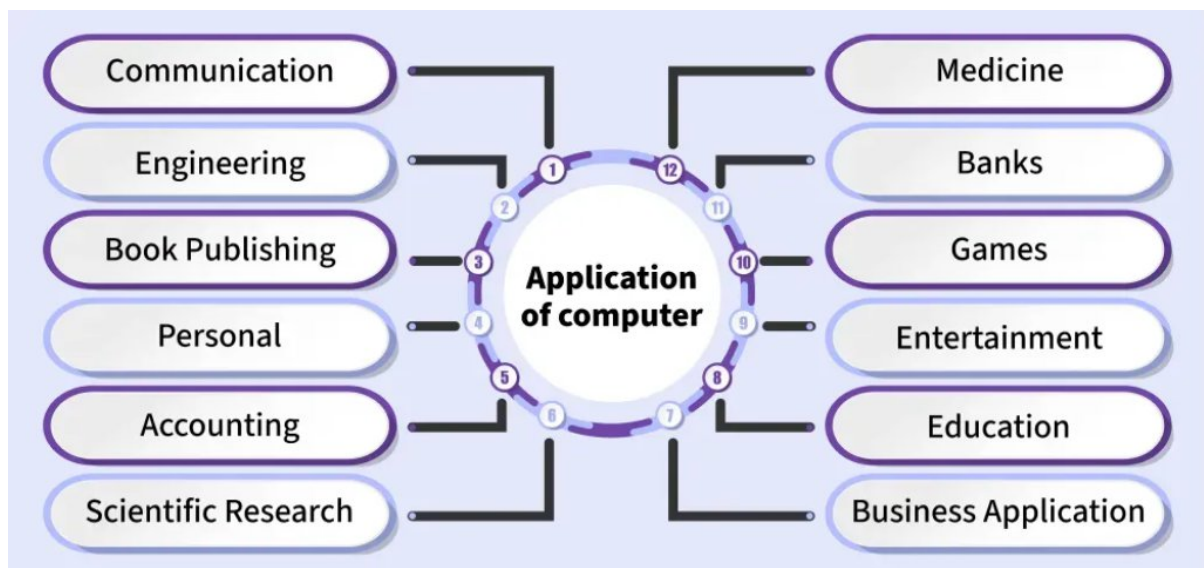 Communication
Engineering
Book Publishing
Personal
Accounting
Scientific Research
1
2
3
4
5
6
Application
of computer
12
11
10
9
8
7
Medicine
Banks
Games
Entertainment
Education
Business Application